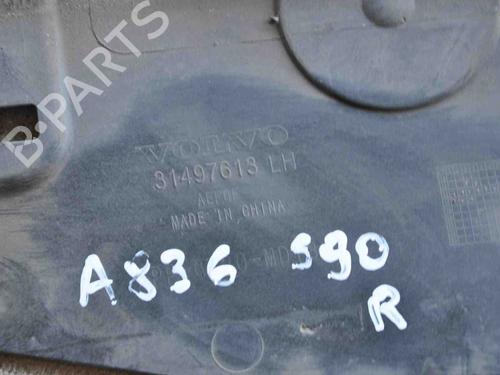 B-PARTS
VOLVO
31497613 LH
MADE IN CHINA
A836 S90
R